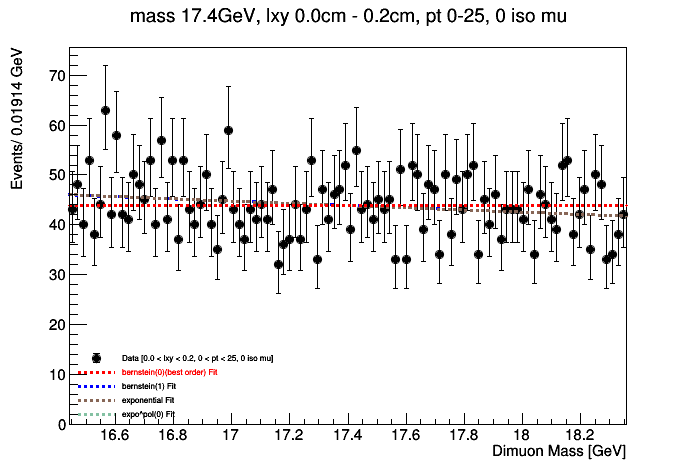 mass 17.4GeV, lxy 0.0cm - 0.2cm, pt 0-25, 0 iso mu
Events/ 0.01914 GeV
70
60
50
40
30
20
10
0
Data [0.0 < lxy < 0.2, 0 < pt < 25, 0 iso mu]
bernstein(0)(best order) Fit
bernstein(1) Fit
exponential Fit
expo*pol(0) Fit
16.6 16.8 17 17.2 17.4 17.6 17.8 18 18.2
Dimuon Mass [GeV]